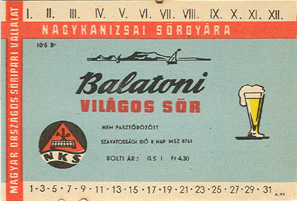 MAGYAR ORSZÁGOS SÖRIPARI VÁLLALAT
I. II. III. IV. V. VI. VII. VIII. IX. X. XI. XII.
NAGYKANIZSAI SÖRGYÁRA
10·5 B°
Balatoni
VILÁGOS SÖR
NEM PASZTŐRÖZÖTT
SZAVATOSSÁGI IDŐ 8 NAP MSZ 8761
BOLTI ÁR: 0.5 l Ft 4.30
NKS
1·3·5·7·9·11·13·15·17·19·21·23·25·27·29·31